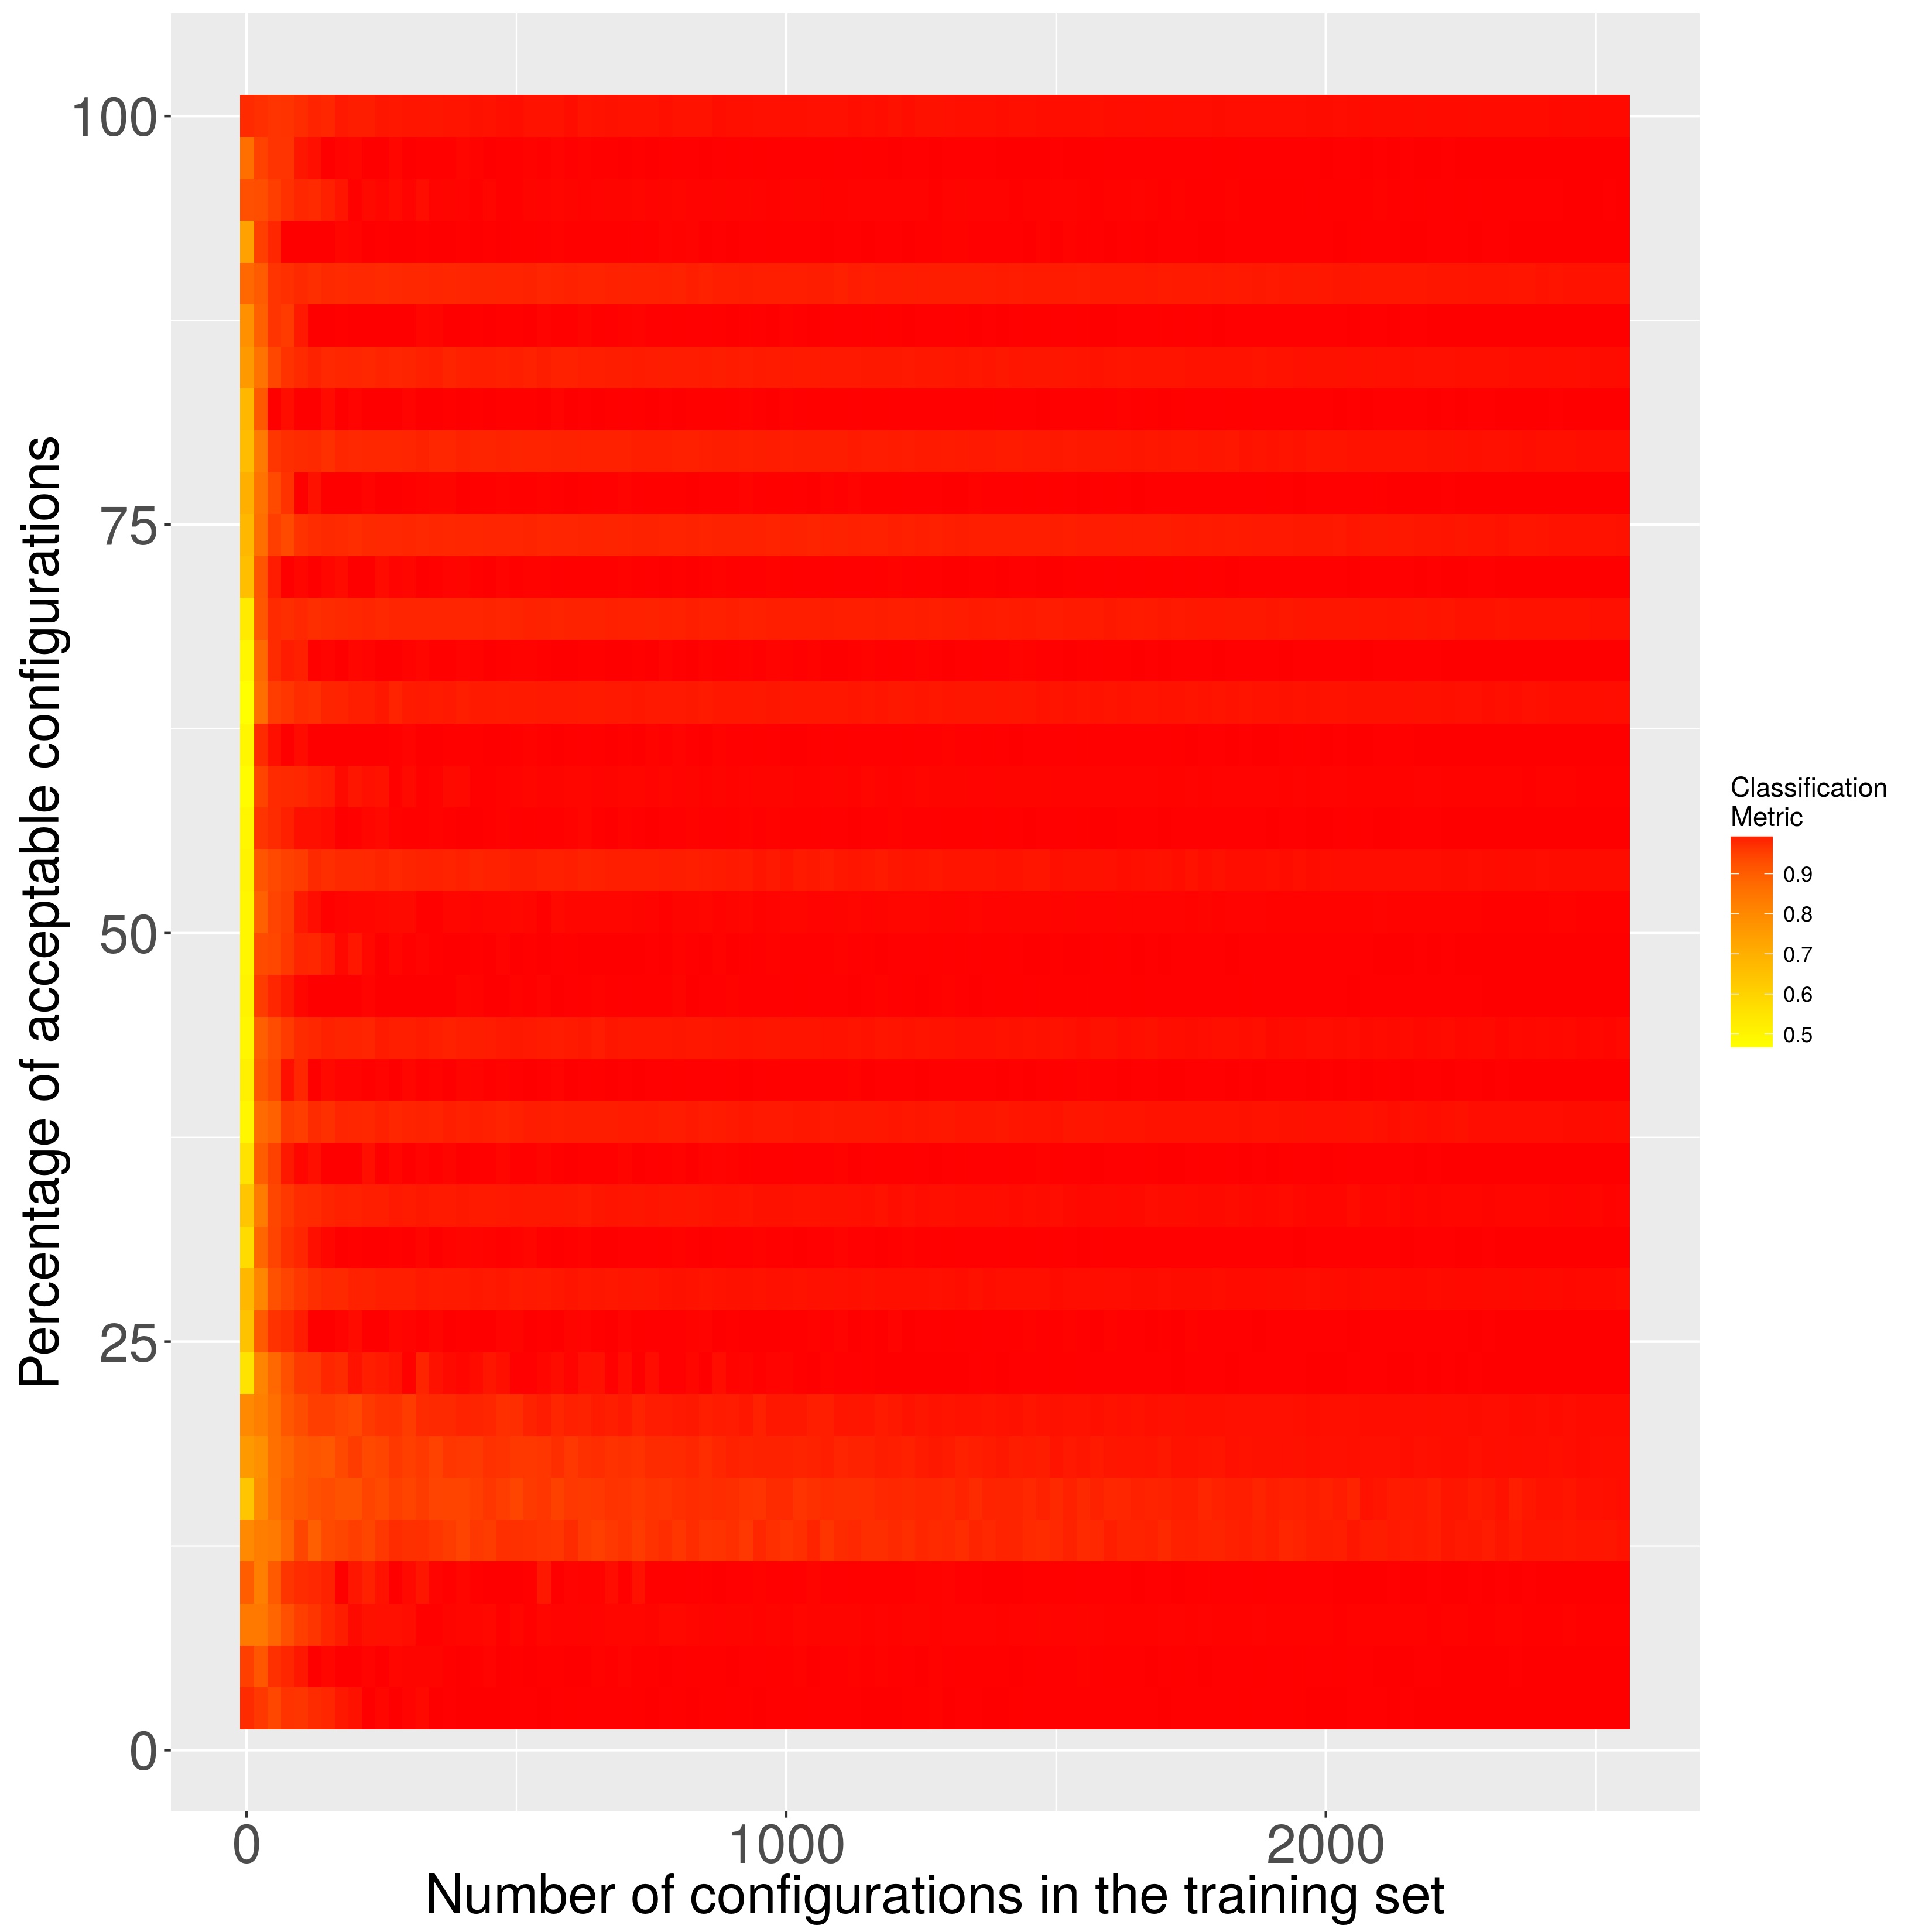 100
75
50
25
0
Percentage of acceptable configurations
0 1000 2000
Number of configurations in the training set
Classification
Metric
0.9
0.8
0.7
0.6
0.5